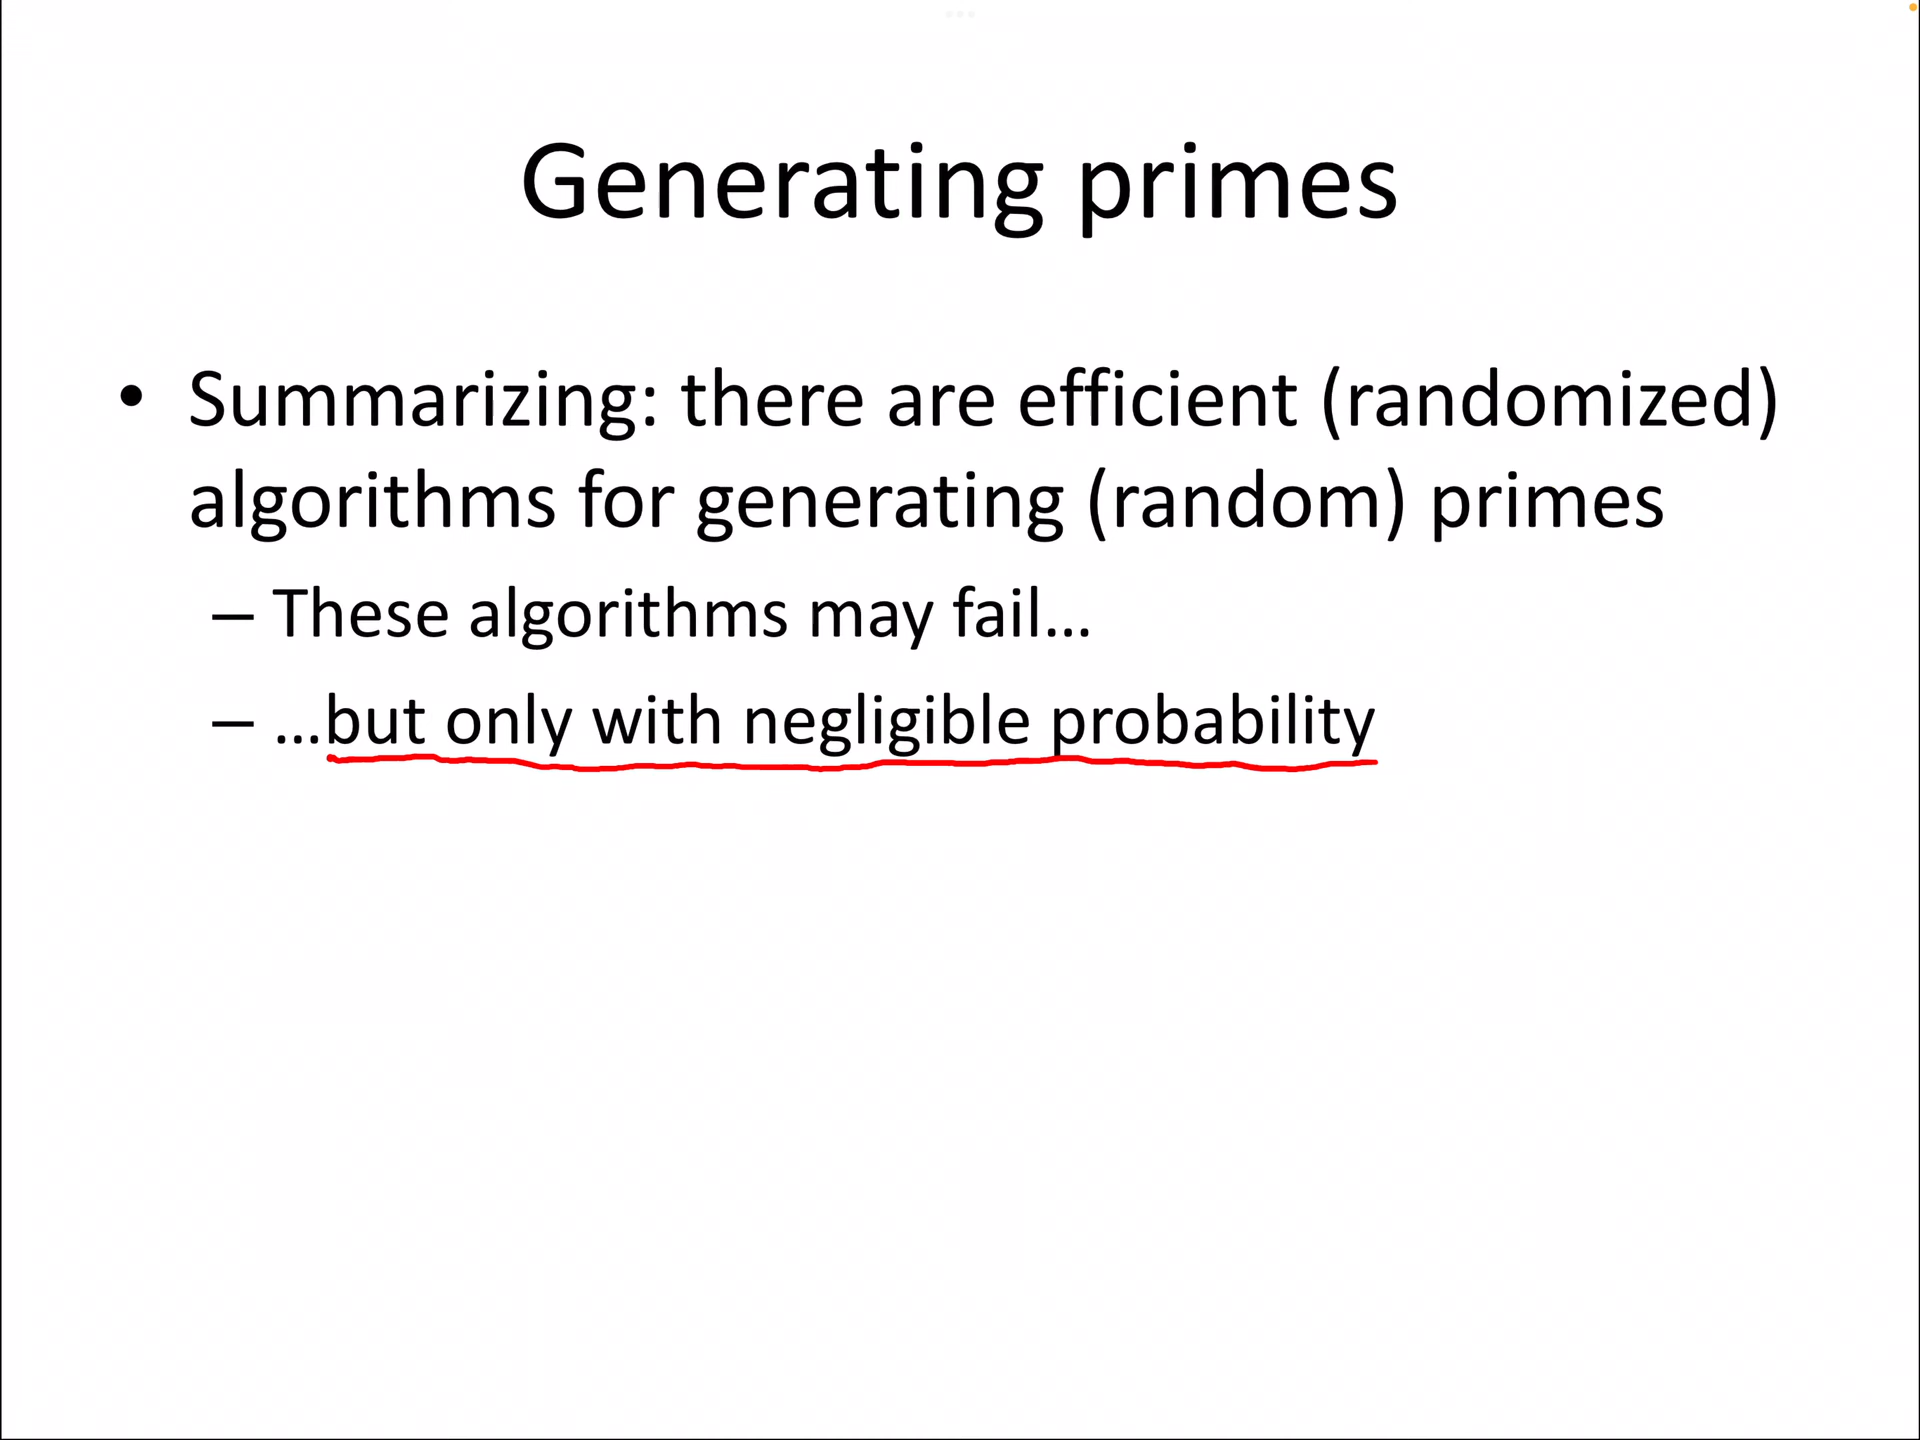 Generating primes
• Summarizing: there are efficient (randomized)
algorithms for generating (random) primes
– These algorithms may fail…
– …but only with negligible probability